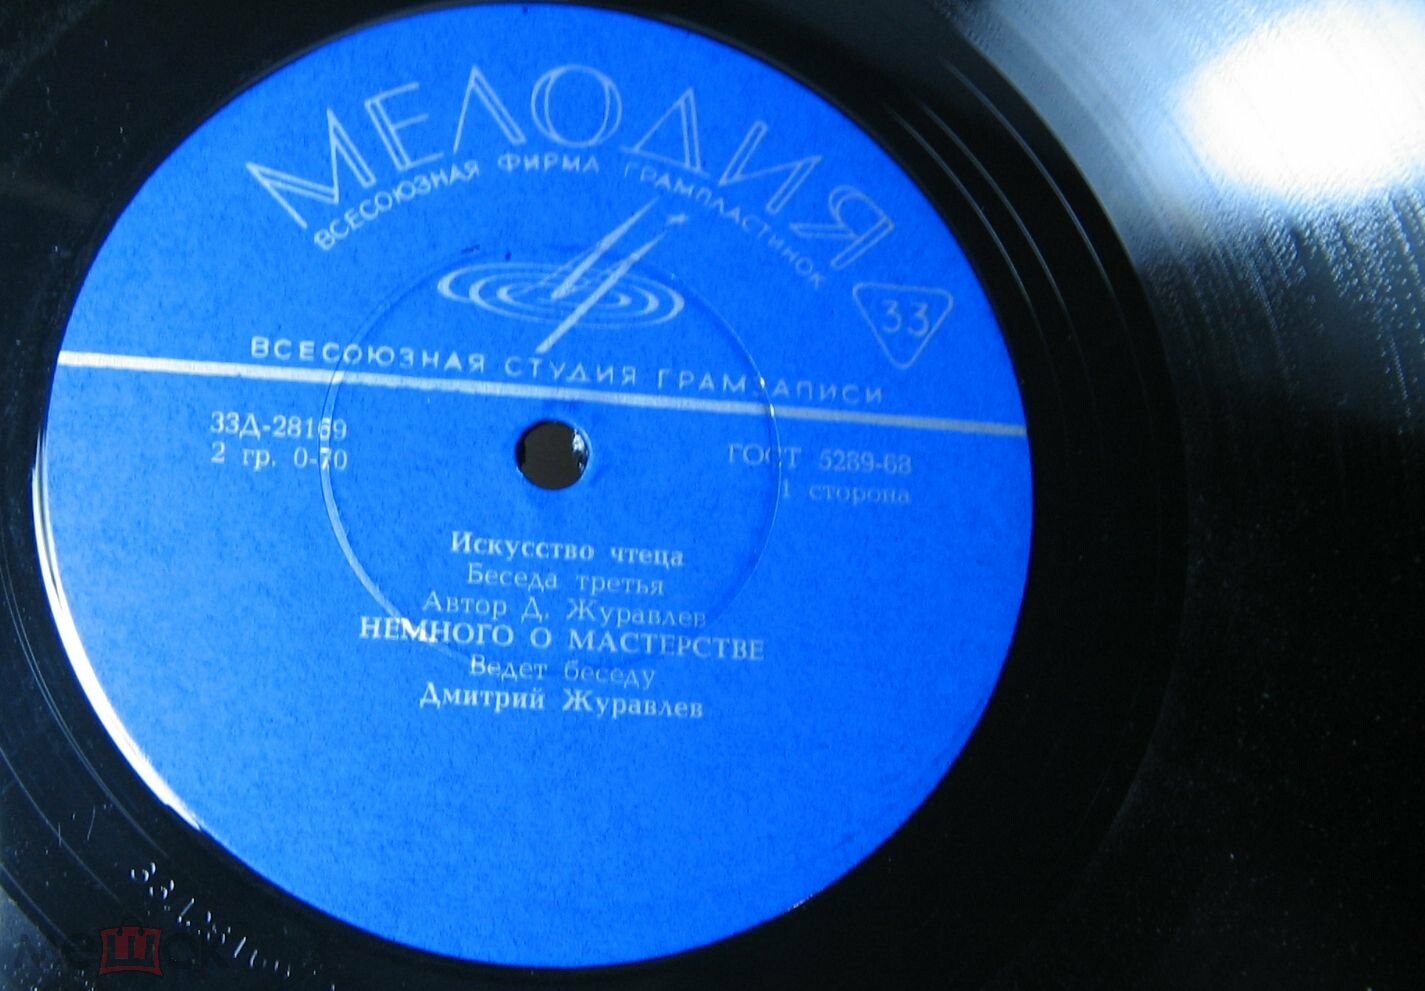 МЕЛОДИЯ
ВСЕСОЮЗНАЯ ФИРМА ГРАМПЛАСТИНОК
33
ВСЕСОЮЗНАЯ СТУДИЯ ГРАМЗАПИСИ
33Д-28169
2 гр. 0-70
ГОСТ 5289-68
1 сторона
Искусство чтеца
Беседа третья
Автор Д. Журавлев
НЕМНОГО О МАСТЕРСТВЕ
Ведет беседу
Дмитрий Журавлев